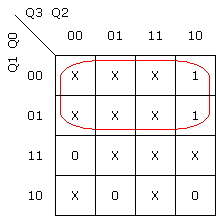 Q3 Q2
Q1 Q0
00 01 11 10
00 X X X 1
01 X X X 1
11 0 X X X
10 X 0 X 0